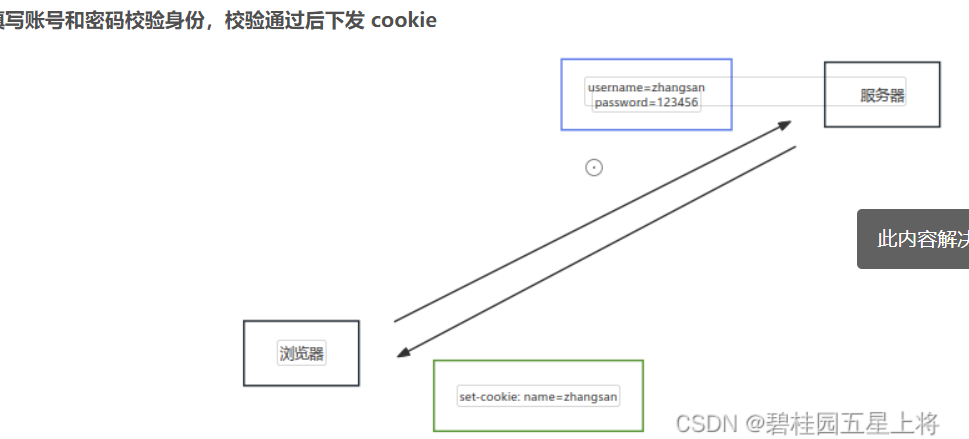 填写账号和密码校验身份，校验通过后下发 cookie
username=zhangsan
password=123456
服务器
此内容解决
浏览器
set-cookie: name=zhangsan
CSDN @碧桂园五星上将